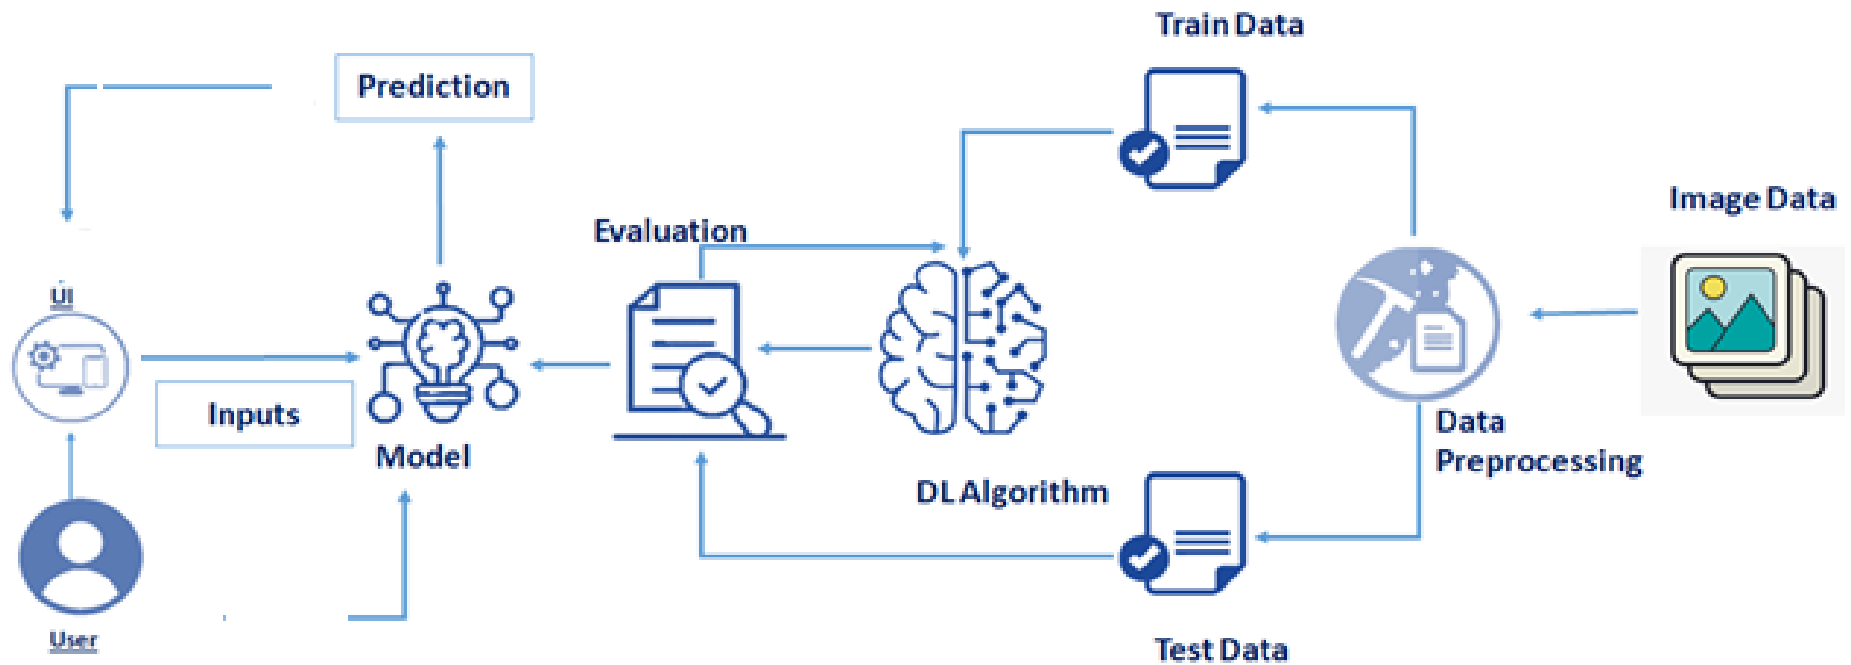 Train Data
Prediction
Image Data
Evaluation
UI
Inputs
Data
Preprocessing
Model
DL Algorithm
User
Test Data